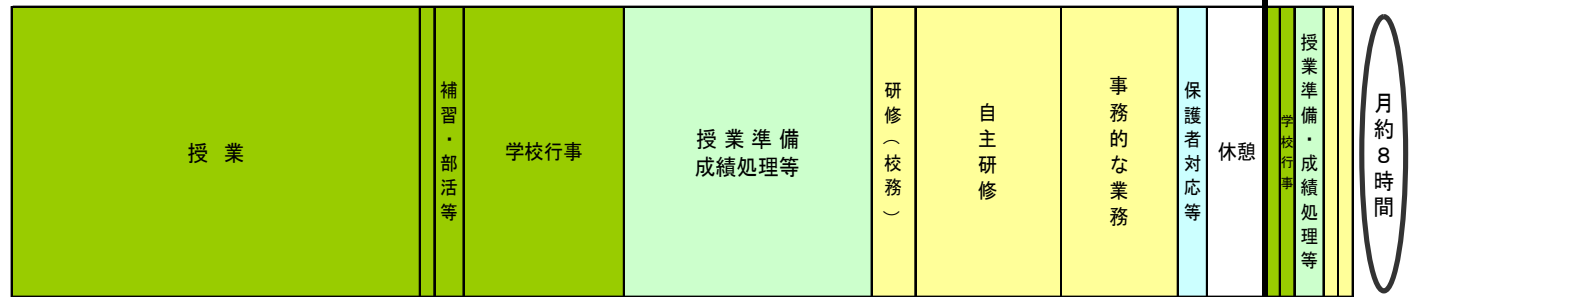 授 業
補習・部活等
学校行事
授 業 準 備
成績処理等
研修（校務）
自主研修
事務的な業務
保護者対応等
休憩
学校行事
授業準備・成績処理等
月約８時間